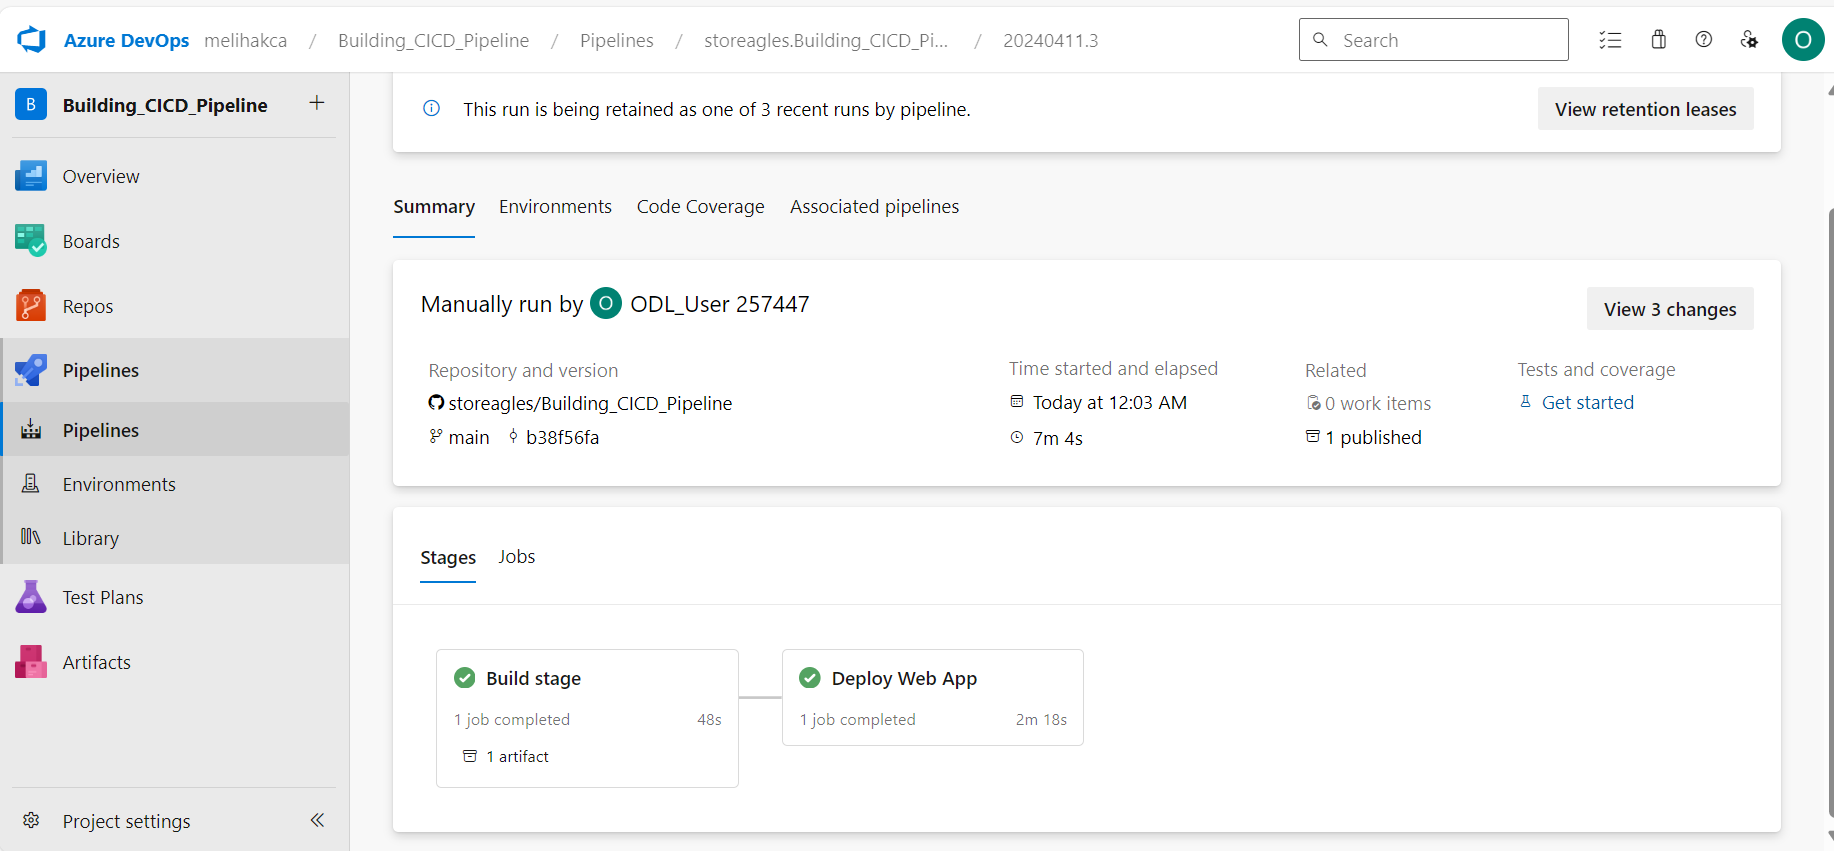 Azure DevOps melihakca / Building_CICD_Pipeline / Pipelines / storeagles.Building_CICD_Pi... / 20240411.3
Search
O
B Building_CICD_Pipeline
Overview
Boards
Repos
Pipelines
Pipelines
Environments
Library
Test Plans
Artifacts
Project settings
This run is being retained as one of 3 recent runs by pipeline.
View retention leases
Summary Environments Code Coverage Associated pipelines
Manually run by O ODL_User 257447
View 3 changes
Repository and version
storeagles/Building_CICD_Pipeline
main b38f56fa
Time started and elapsed
Today at 12:03 AM
7m 4s
Related
0 work items
1 published
Tests and coverage
Get started
Stages Jobs
Build stage
1 job completed 48s
1 artifact
Deploy Web App
1 job completed 2m 18s